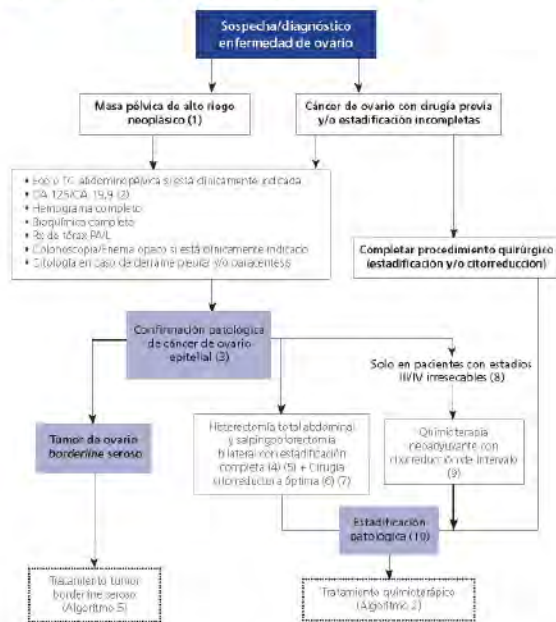 Sospecha/diagnóstico
enfermedad de ovario
Masa pélvica de alto riego
neoplásico (1)
Cáncer de ovario con cirugía previa
y/o estadificación incompletas
• Eco o TC abdominopélvica si está clínicamente indicada
• CA 125/CA 19,9 (2)
• Hemograma completo
• Bioquímica completo
• Rx de tórax PA/L
• Colonoscopia/Enema opaco si está clínicamente indicado
• Citología en caso de derrame pleural y/o paracentesis
Completar procedimiento quirúrgico
(estadificación y/o citorreducción)
Confirmación patológica
de cáncer de ovario
epitelial (3)
Solo en pacientes con estadios
III/IV irresecables (8)
Tumor de ovario
borderline seroso
Histerectomía total abdominal
y salpingooforectomía
bilateral con estadificación
completa (4) (5) + Cirugía
citorreductora óptima (6) (7)
Quimioterapia
neoadyuvante con
citorreducción de intervalo
(9)
Estadificación
patológica (10)
Tratamiento tumor
borderline seroso
(Algoritmo 5)
Tratamiento quimioterápico
(Algoritmo 2)